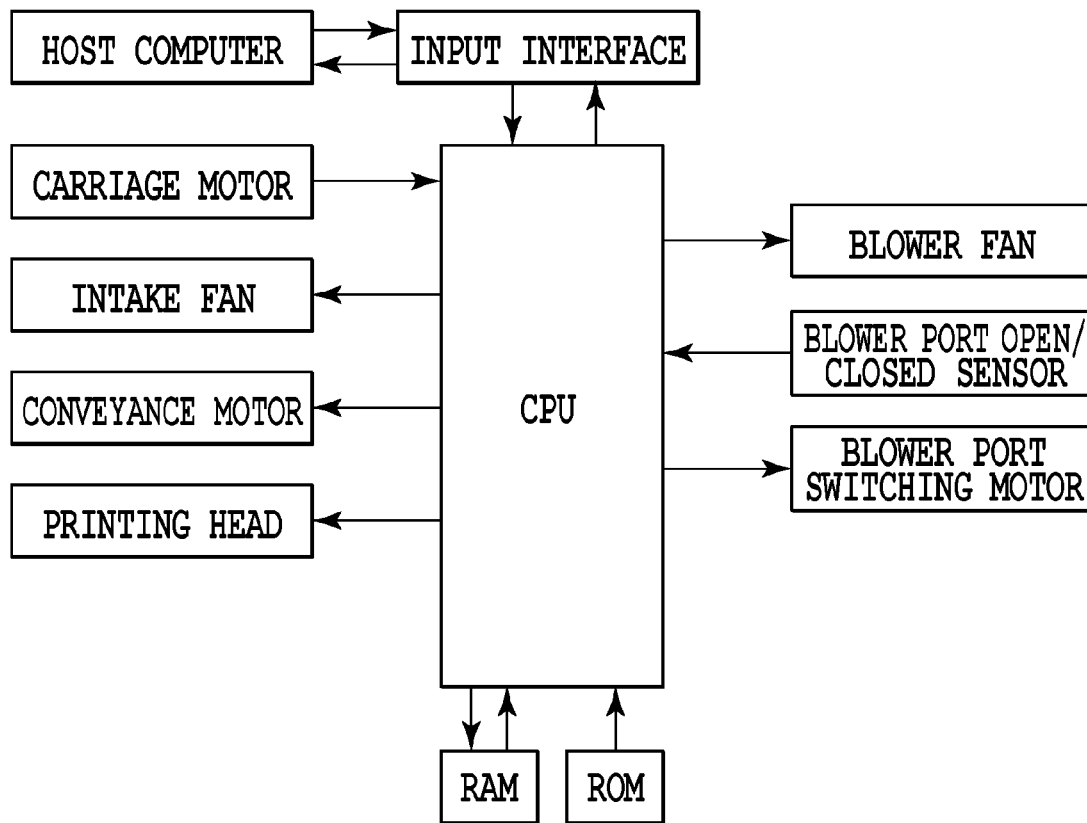 HOST COMPUTER
INPUT INTERFACE
CARRIAGE MOTOR
INTAKE FAN
CONVEYANCE MOTOR
PRINTING HEAD
CPU
BLOWER FAN
BLOWER PORT OPEN/
CLOSED SENSOR
BLOWER PORT
SWITCHING MOTOR
RAM
ROM